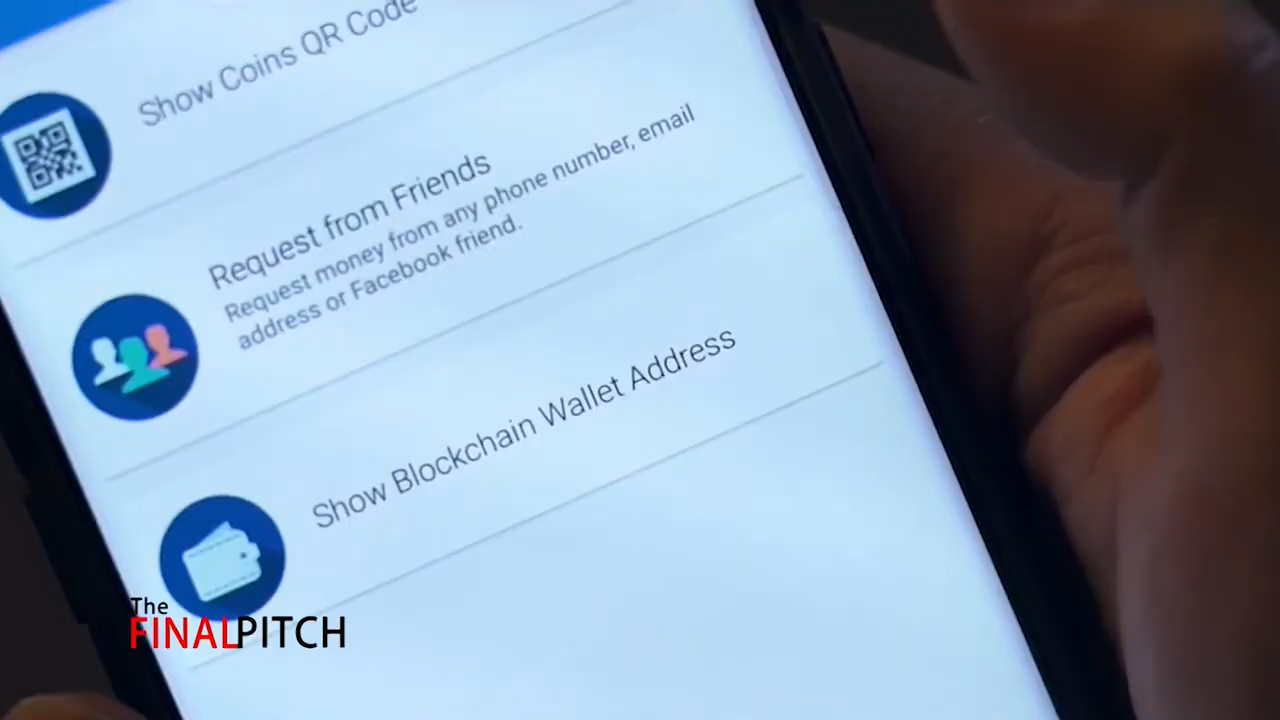 Show Coins QR Code
Request from Friends
Request money from any phone number, email
address or Facebook friend.
Show Blockchain Wallet Address
The
FINALPITCH